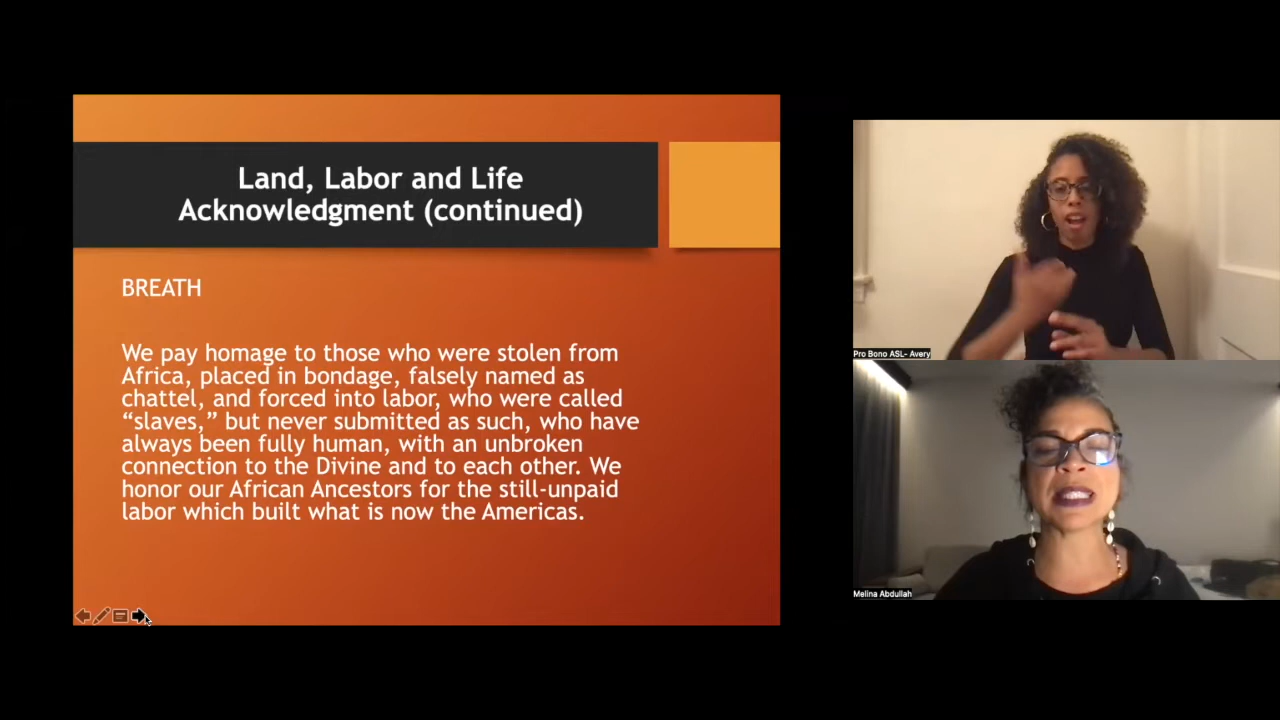 Land, Labor and Life
Acknowledgment (continued)
BREATH
We pay homage to those who were stolen from
Africa, placed in bondage, falsely named as
chattel, and forced into labor, who were called
“slaves,” but never submitted as such, who have
always been fully human, with an unbroken
connection to the Divine and to each other. We
honor our African Ancestors for the still-unpaid
labor which built what is now the Americas.
Pro Bono ASL- Avery
Melina Abdullah